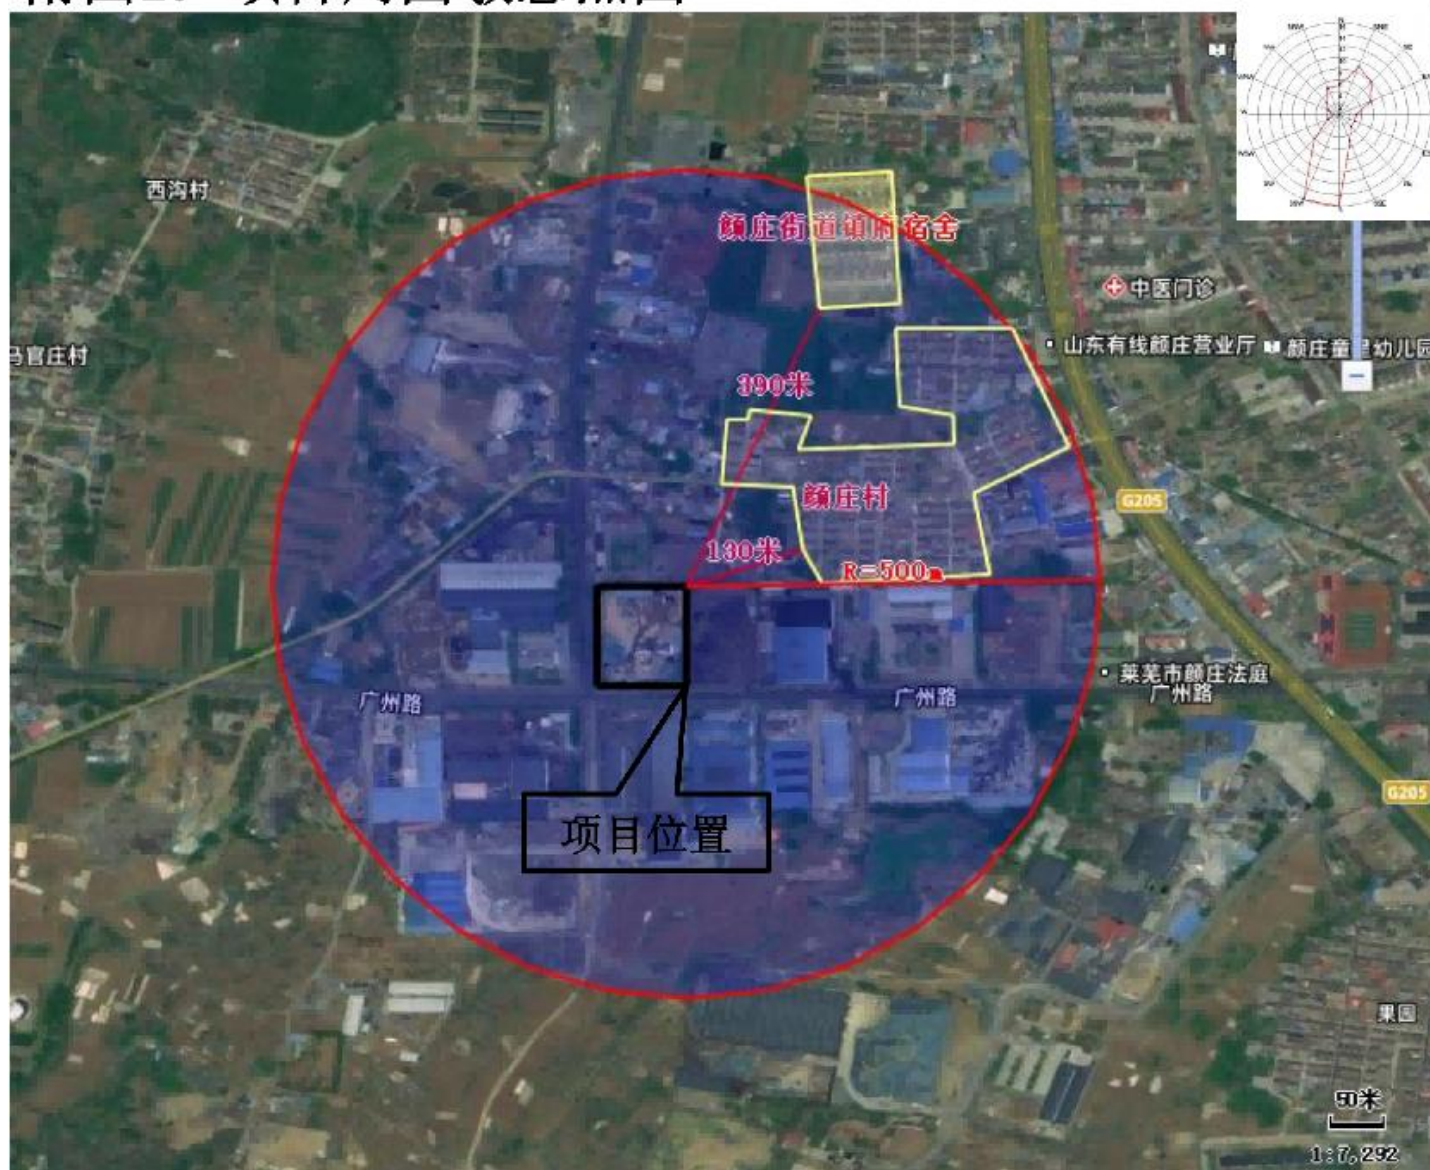 西沟村
颜庄街道镇府宿舍
中医门诊
山东有线颜庄营业厅
颜庄童星幼儿园
马官庄村
390米
G205
颜庄村
130米
R=500m
莱芜市颜庄法庭
广州路
广州路
广州路
G205
项目位置
果园
50米
1:7,292